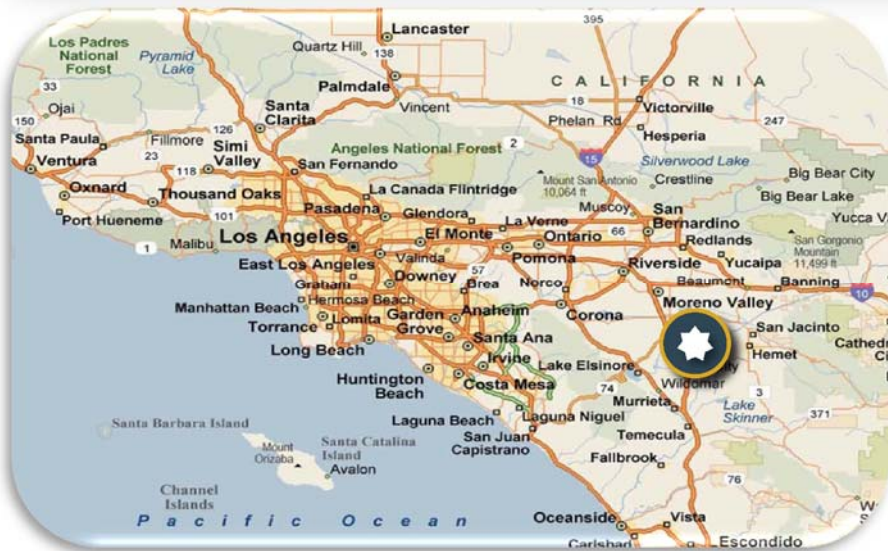 Lancaster
395
Los Padres
National
Forest
Quartz Hill
138
Pyramid
Lake
Palmdale
CALIFORNIA
33
Ojai
Santa
Clarita
Vincent
18
Victorville
Phelan Rd
Hesperia
247
150
126
Santa Paula
Fillmore
Simi
Valley
Angeles National Forest
2
15
Silverwood Lake
Ventura
23
118
San Fernando
Mount San Antonio
10,064 ft
Crestline
Big Bear City
Oxnard
Thousand Oaks
La Canada Flintridge
Big Bear Lake
Port Hueneme
101
Pasadena
Glendora
La Verne
Muscoy
San
Bernardino
Yucca V
1
Malibu
Los Angeles
El Monte
Ontario
66
Redlands
San Gorgonio
Mountain
11,499 ft
Valinda
Pomona
East Los Angeles
Downey
57
Riverside
Yucaipa
Graham
Brea
Norco
Beaumont
Banning
Manhattan Beach
Hermosa Beach
Moreno Valley
10
Torrance
Lomita
Garden
Grove
Anaheim
Corona
San Jacinto
Long Beach
Santa Ana
Hemet
Cathed
Ci
Huntington
Beach
Irvine
Lake Elsinore
ity
Costa Mesa
74
Wildomar
3
Laguna Beach
Laguna Niguel
Murrieta
Lake
Skinner
371
Santa Barbara Island
San Juan
Capistrano
Temecula
Mount
Orizaba
Santa Catalina
Island
Fallbrook
Avalon
76
Channel
Islands
Pacific Ocean
Oceanside
Vista
Carlsbad
Escondido